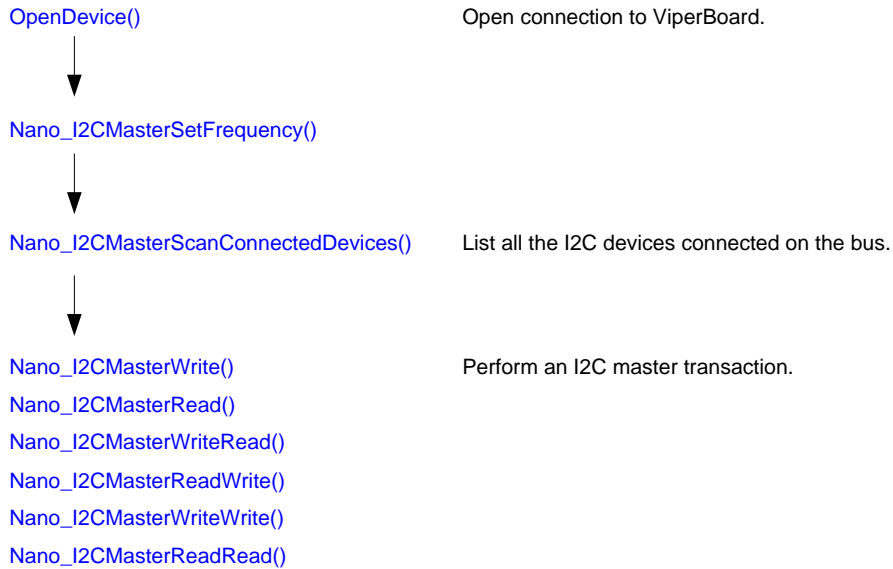 OpenDevice() Open connection to ViperBoard.
Nano_I2CMasterSetFrequency()
Nano_I2CMasterScanConnectedDevices() List all the I2C devices connected on the bus.
Nano_I2CMasterWrite() Perform an I2C master transaction.
Nano_I2CMasterRead()
Nano_I2CMasterWriteRead()
Nano_I2CMasterReadWrite()
Nano_I2CMasterWriteWrite()
Nano_I2CMasterReadRead()